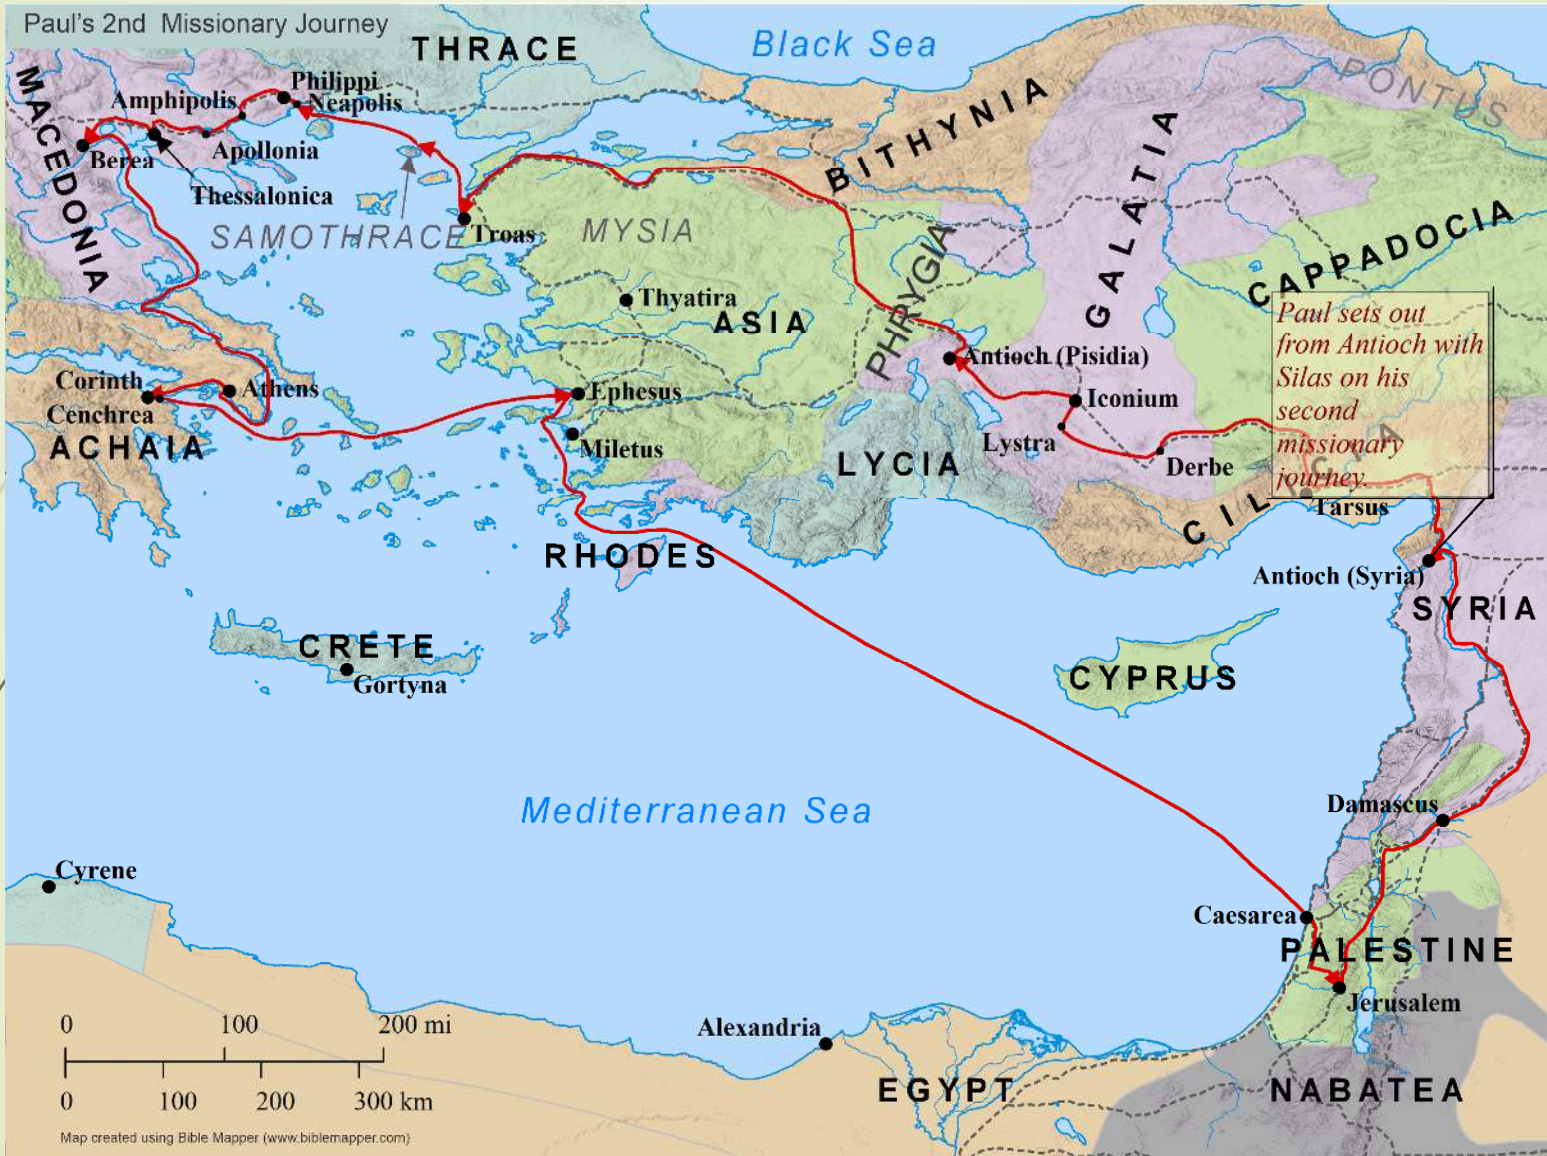 Paul's 2nd Missionary Journey
THRACE
Black Sea
PONTUS
MACEDONIA
Philippi
Neapolis
Amphipolis
BITHYNIA
Apollonia
Berea
GALATIA
Thessalonica
SAMOTHRACE
Troas
MYSIA
CAPPADOCIA
PHRYGIA
Thyatira
ASIA
Paul sets out
from Antioch with
Silas on his
second
missionary
journey.
Antioch (Pisidia)
Corinth
Athens
Ephesus
Cenchrea
Iconium
ACHAIA
Miletus
Lystra
LYCIA
Derbe
CILICIA
Tarsus
RHODES
Antioch (Syria)
SYRIA
CRETE
Gortyna
CYPRUS
Mediterranean Sea
Damascus
Cyrene
Caesarea
PALESTINE
Jerusalem
Alexandria
EGYPT
NABATEA
0 100 200 mi
0 100 200 300 km
Map created using Bible Mapper (www.biblemapper.com)